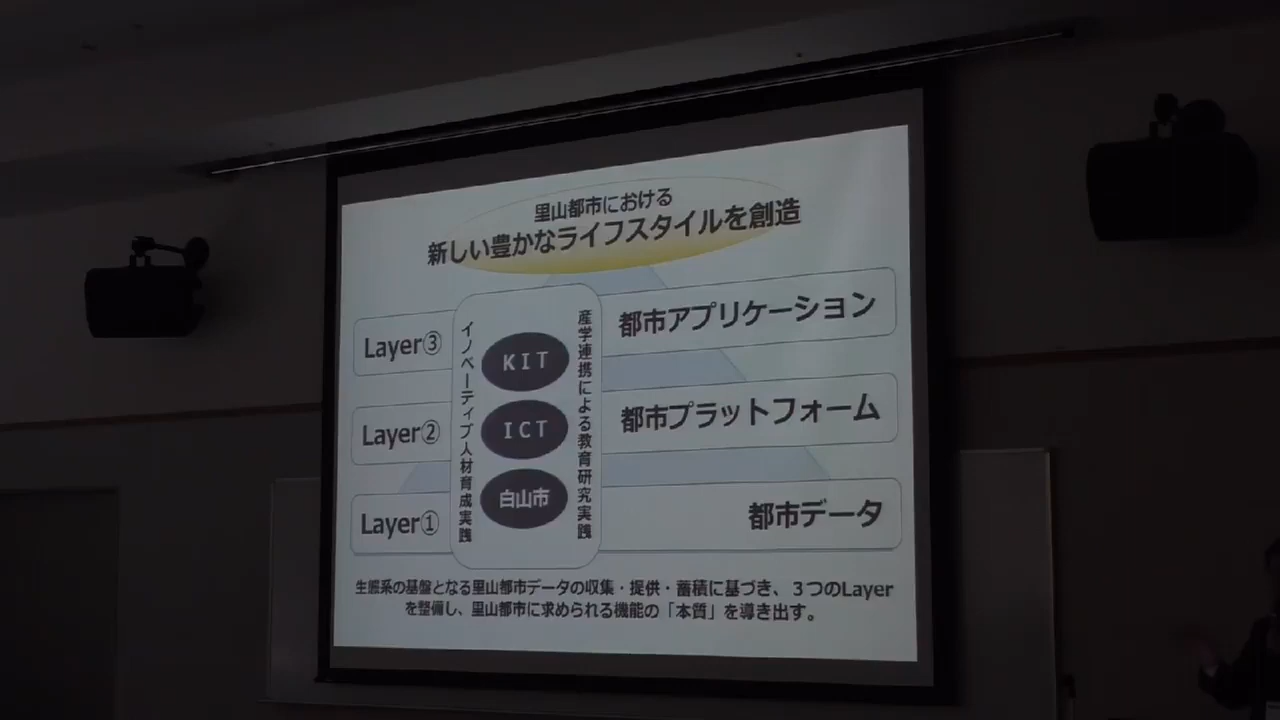 里山都市における
新しい豊かなライフスタイルを創造
Layer③
都市アプリケーション
Layer②
都市プラットフォーム
Layer①
都市データ
イノベーティブ人材育成実践
KIT
ICT
白山市
産学連携による教育研究実践
生態系の基盤となる里山都市データの収集・提供・蓄積に基づき、３つのLayer
を整備し、里山都市に求められる機能の「本質」を導き出す。